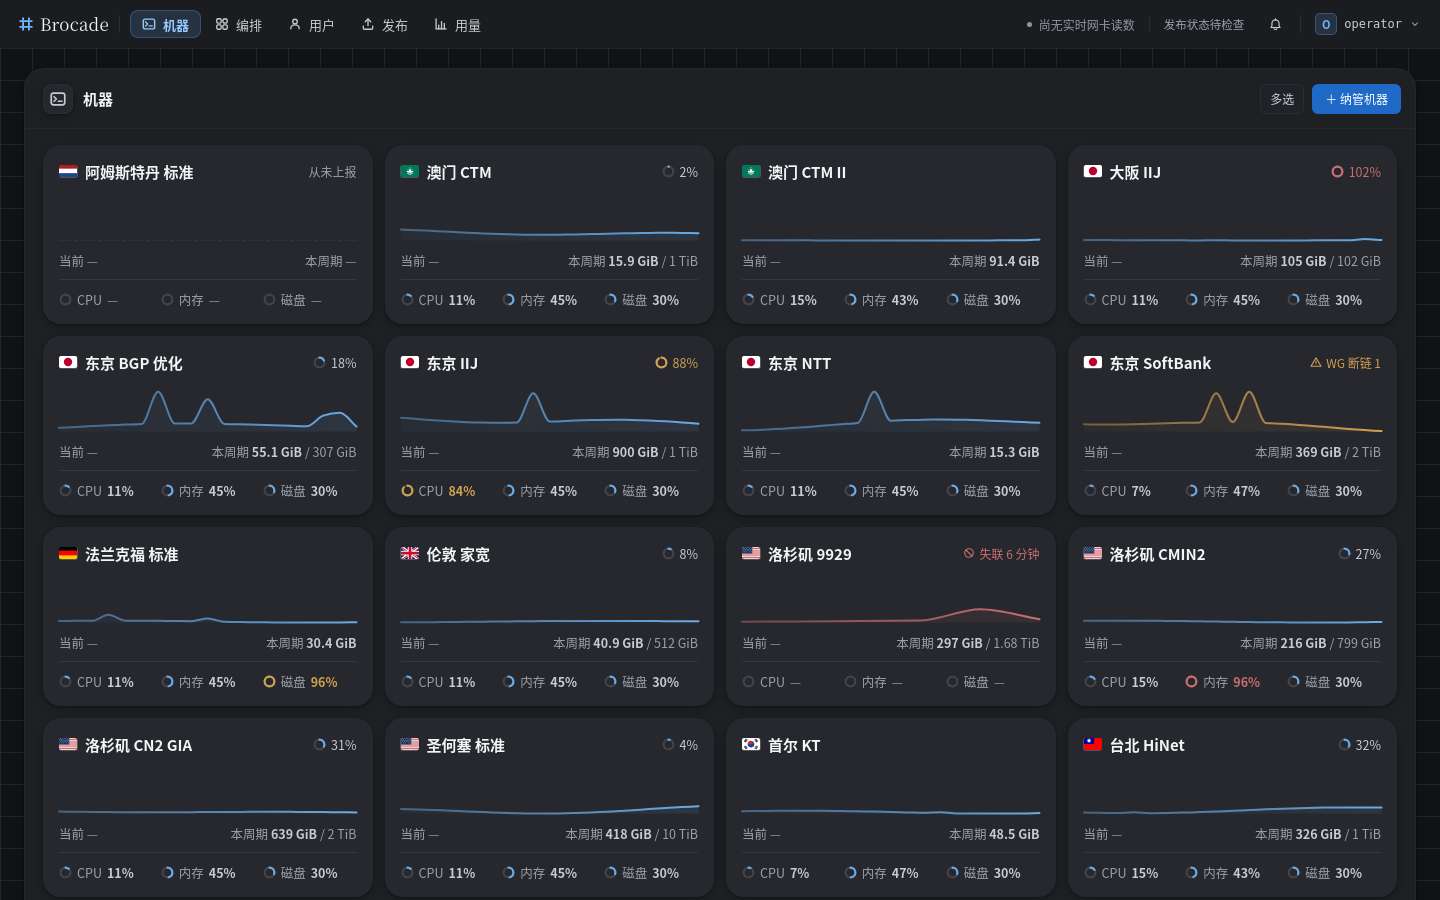 Brocade 机器 编排 用户 发布 用量 尚无实时网卡读数 发布状态待检查 O operator
机器 多选 + 纳管机器
阿姆斯特丹 标准 从未上报
当前 — 本周期 —
CPU — 内存 — 磁盘 —
澳门 CTM 2%
当前 — 本周期 15.9 GiB / 1 TiB
CPU 11% 内存 45% 磁盘 30%
澳门 CTM II
当前 — 本周期 91.4 GiB
CPU 15% 内存 43% 磁盘 30%
大阪 IIJ 102%
当前 — 本周期 105 GiB / 102 GiB
CPU 11% 内存 45% 磁盘 30%
东京 BGP 优化 18%
当前 — 本周期 55.1 GiB / 307 GiB
CPU 11% 内存 45% 磁盘 30%
东京 IIJ 88%
当前 — 本周期 900 GiB / 1 TiB
CPU 84% 内存 45% 磁盘 30%
东京 NTT
当前 — 本周期 15.3 GiB
CPU 11% 内存 45% 磁盘 30%
东京 SoftBank WG 断链 1
当前 — 本周期 369 GiB / 2 TiB
CPU 7% 内存 47% 磁盘 30%
法兰克福 标准
当前 — 本周期 30.4 GiB
CPU 11% 内存 45% 磁盘 96%
伦敦 家宽 8%
当前 — 本周期 40.9 GiB / 512 GiB
CPU 11% 内存 45% 磁盘 30%
洛杉矶 9929 失联 6 分钟
当前 — 本周期 297 GiB / 1.68 TiB
CPU — 内存 — 磁盘 —
洛杉矶 CMIN2 27%
当前 — 本周期 216 GiB / 799 GiB
CPU 15% 内存 96% 磁盘 30%
洛杉矶 CN2 GIA 31%
当前 — 本周期 639 GiB / 2 TiB
CPU 11% 内存 45% 磁盘 30%
圣何塞 标准 4%
当前 — 本周期 418 GiB / 10 TiB
CPU 11% 内存 45% 磁盘 30%
首尔 KT
当前 — 本周期 48.5 GiB
CPU 7% 内存 47% 磁盘 30%
台北 HiNet 32%
当前 — 本周期 326 GiB / 1 TiB
CPU 15% 内存 43% 磁盘 30%